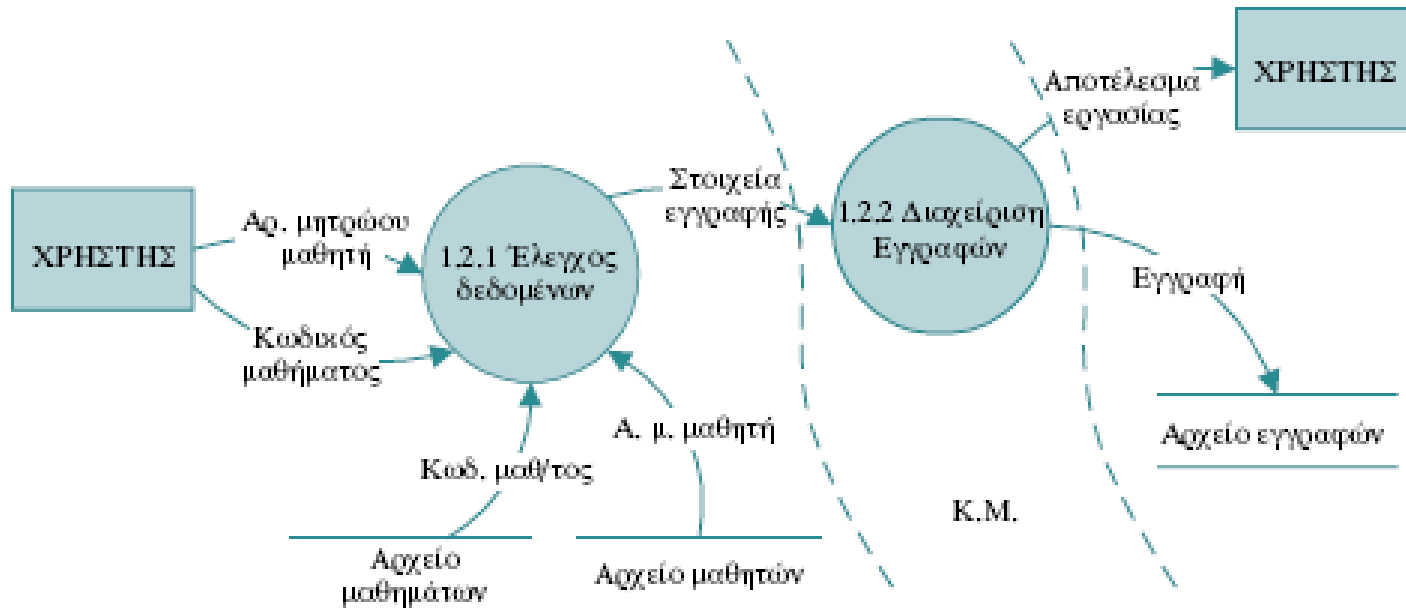 ΧΡΗΣΤΗΣ
Αρ. μητρώου
μαθητή
Κωδικός
μαθήματος
1.2.1 Έλεγχος
δεδομένων
Κωδ. μαθ/τος
Αρχείο
μαθημάτων
Α. μ. μαθητή
Αρχείο μαθητών
Στοιχεία
εγγραφής
1.2.2 Διαχείριση
Εγγραφών
Κ.Μ.
Αποτέλεσμα
εργασίας
ΧΡΗΣΤΗΣ
Εγγραφή
Αρχείο εγγραφών